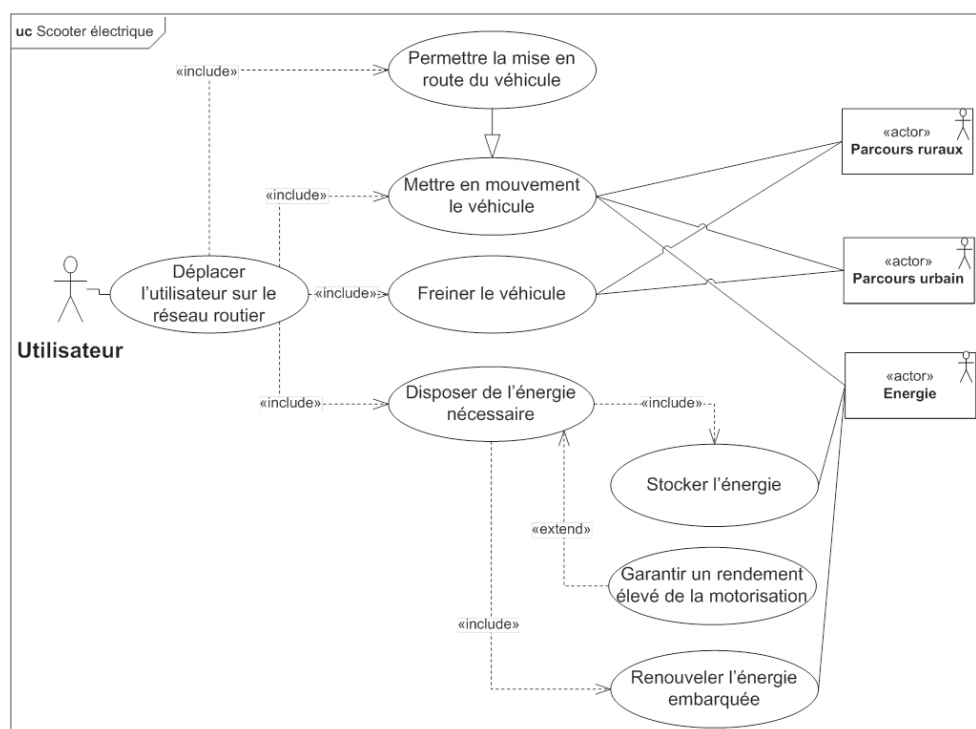 uc Scooter électrique
Permettre la mise en
route du véhicule
«include»
«actor»
Parcours ruraux
«include»
Mettre en mouvement
le véhicule
«actor»
Parcours urbain
Déplacer
l'utilisateur sur le
réseau routier
«include»
Freiner le véhicule
Utilisateur
«actor»
Energie
Disposer de l'énergie
nécessaire
«include»
«include»
Stocker l'énergie
«extend»
Garantir un rendement
élevé de la motorisation
«include»
Renouveler l'énergie
embarquée